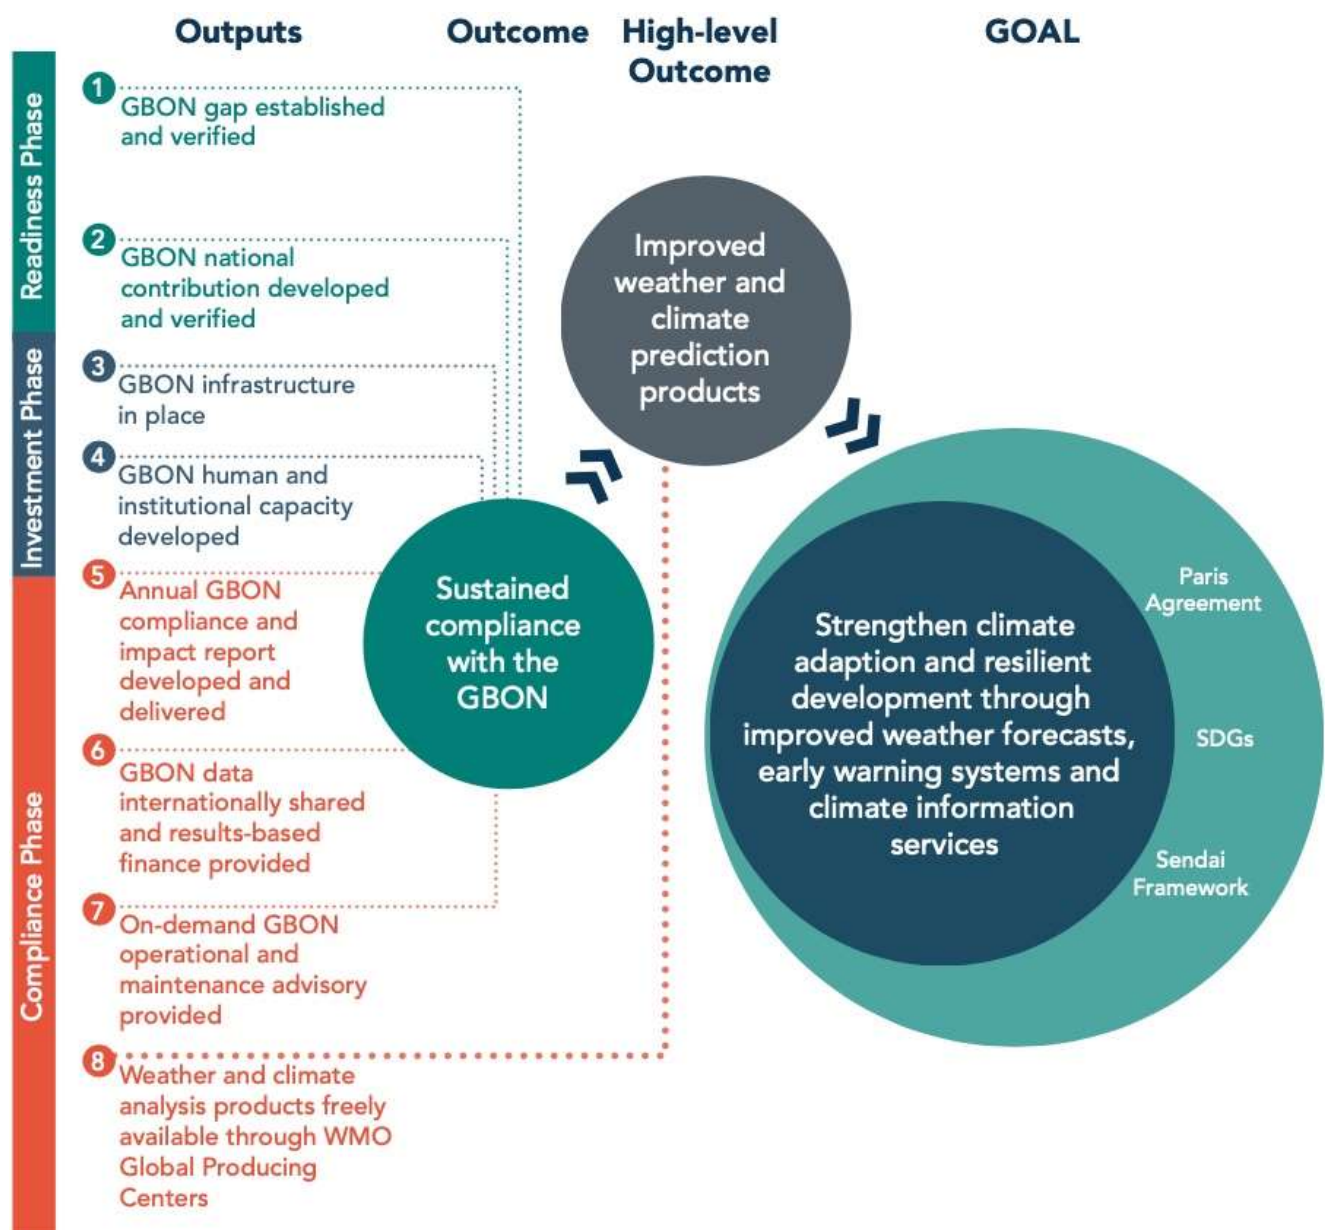 Outputs
Outcome
High-level
Outcome
GOAL
Readiness Phase
1
GBON gap established
and verified
2
GBON national
contribution developed
and verified
Investment Phase
3
GBON infrastructure
in place
4
GBON human and
institutional capacity
developed
Compliance Phase
5
Annual GBON
compliance and
impact report
developed and
delivered
6
GBON data
internationally shared
and results-based
finance provided
7
On-demand GBON
operational and
maintenance advisory
provided
8
Weather and climate
analysis products freely
available through WMO
Global Producing
Centers
Sustained
compliance
with the
GBON
Improved
weather and
climate
prediction
products
Strengthen climate
adaption and resilient
development through
improved weather forecasts,
early warning systems and
climate information
services
Paris
Agreement
SDGs
Sendai
Framework